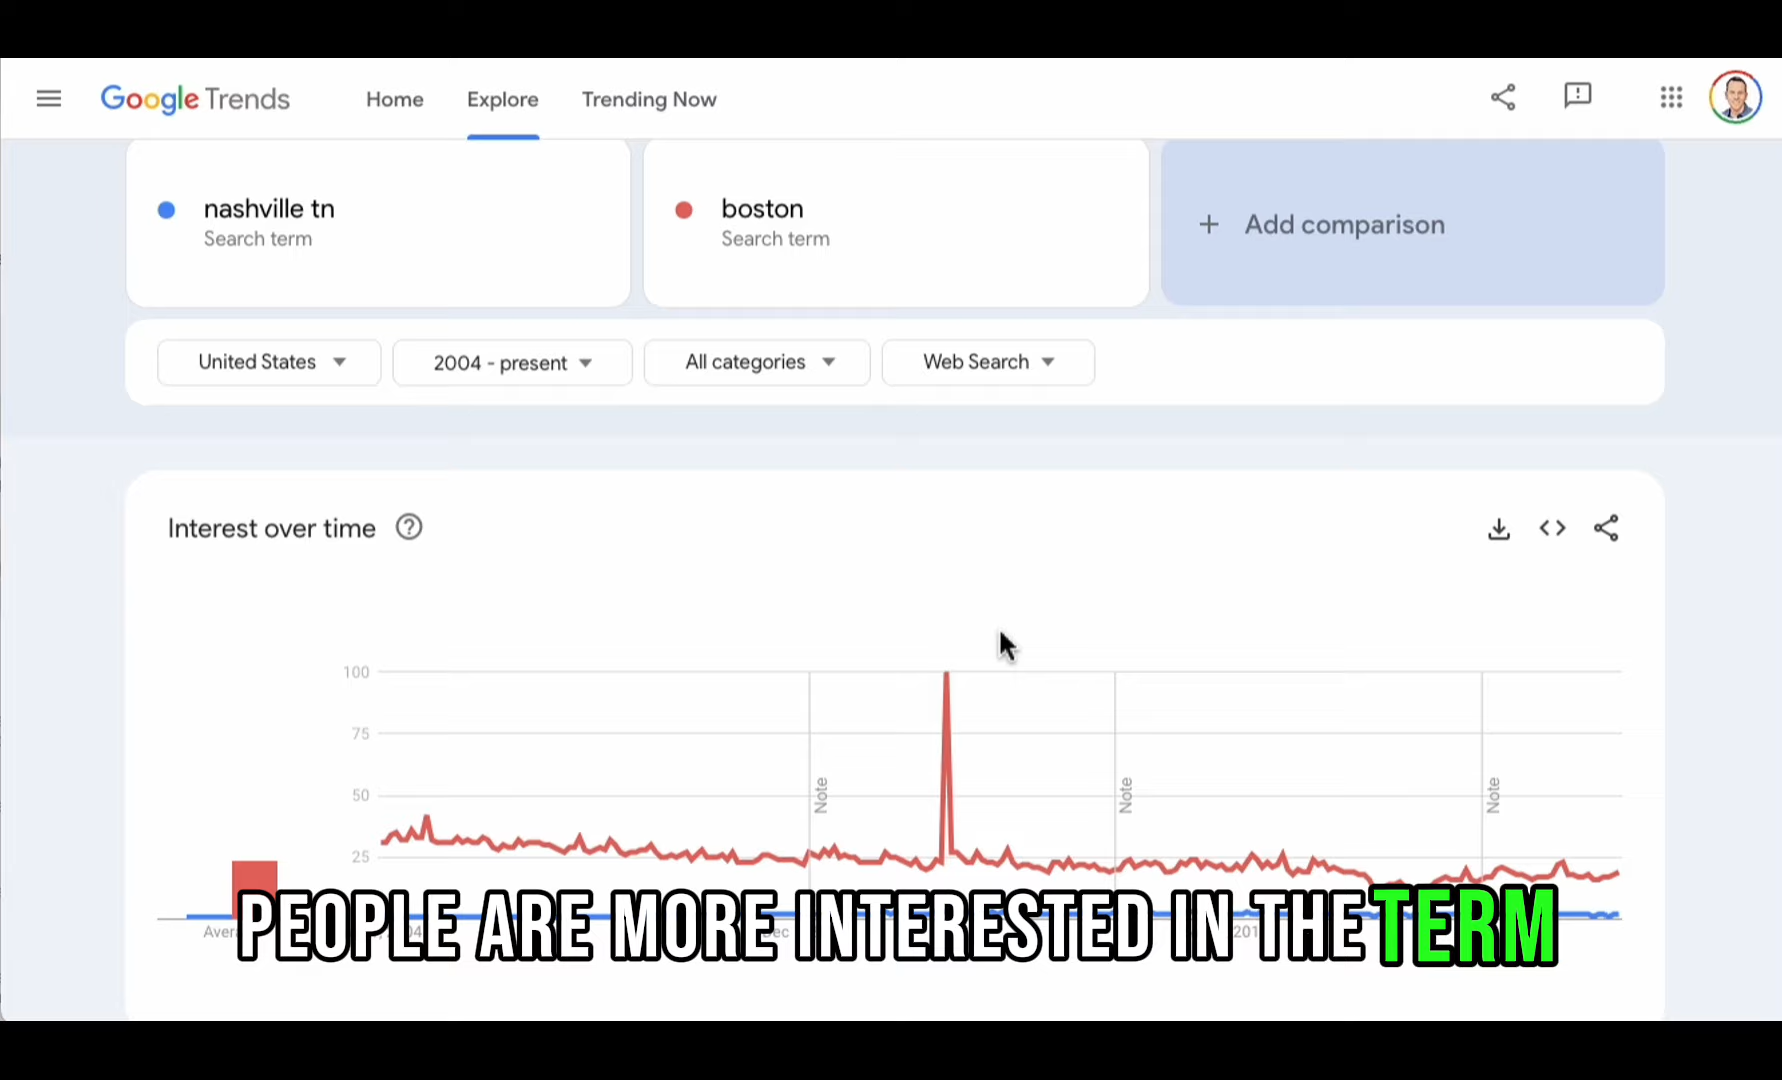 Google Trends Home Explore Trending Now
nashville tn
Search term
boston
Search term
+ Add comparison
United States 2004 - present All categories Web Search
Interest over time
100
75
50
25
Note
Note
Note
PEOPLE ARE MORE INTERESTED IN THE TERM